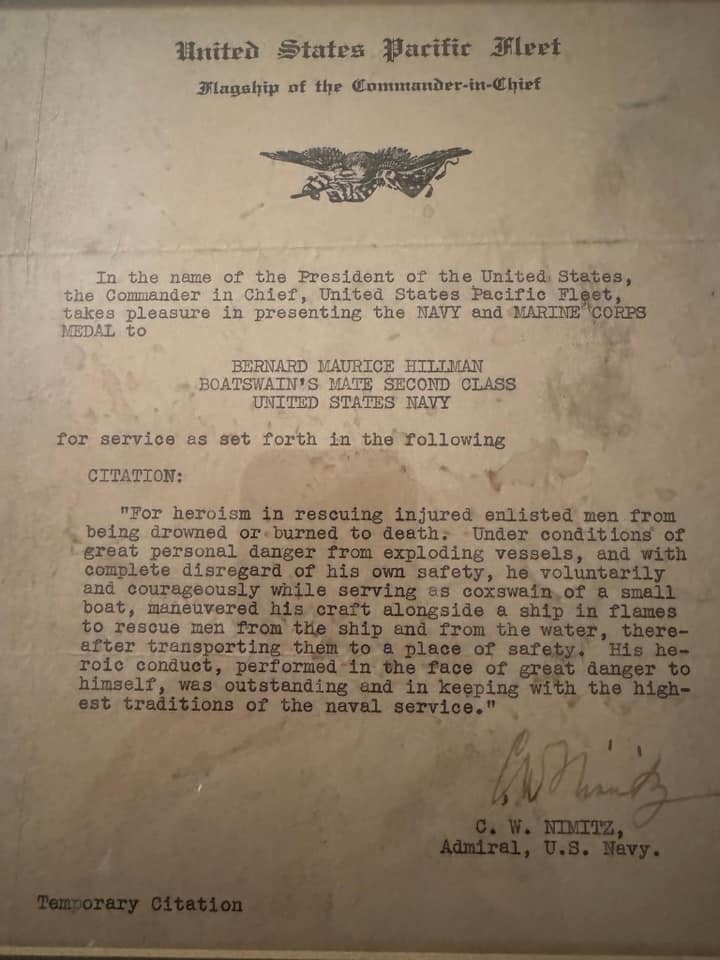 United States Pacific Fleet
Flagship of the Commander-in-Chief
In the name of the President of the United States,
the Commander in Chief, United States Pacific Fleet,
takes pleasure in presenting the NAVY and MARINE CORPS
MEDAL to
BERNARD MAURICE HILLMAN
BOATSWAIN'S MATE SECOND CLASS
UNITED STATES NAVY
for service as set forth in the following
CITATION:
"For heroism in rescuing injured enlisted men from
being drowned or burned to death. Under conditions of
great personal danger from exploding vessels, and with
complete disregard of his own safety, he voluntarily
and courageously while serving as coxswain of a small
boat, maneuvered his craft alongside a ship in flames
to rescue men from the ship and from the water, there-
after transporting them to a place of safety. His he-
roic conduct, performed in the face of great danger to
himself, was outstanding and in keeping with the high-
est traditions of the naval service."
C. W. Nimitz
C. W. NIMITZ,
Admiral, U.S. Navy.
Temporary Citation